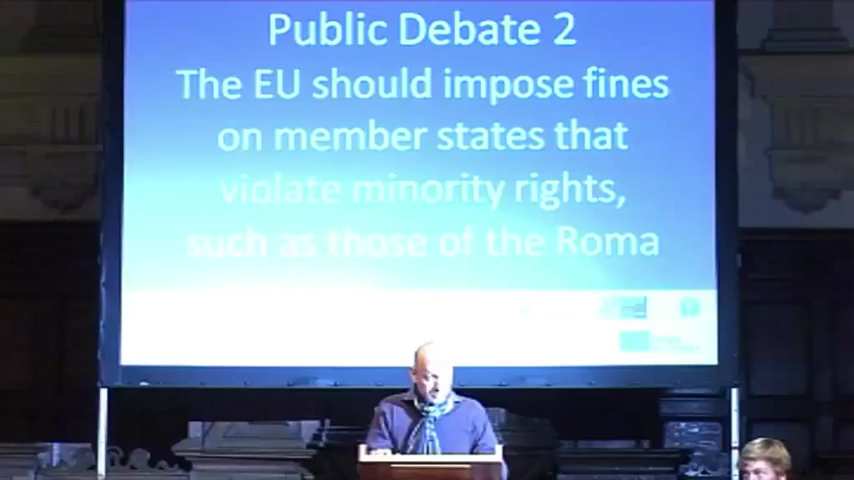 Public Debate 2
The EU should impose fines
on member states that
violate minority rights,
such as those of the Roma